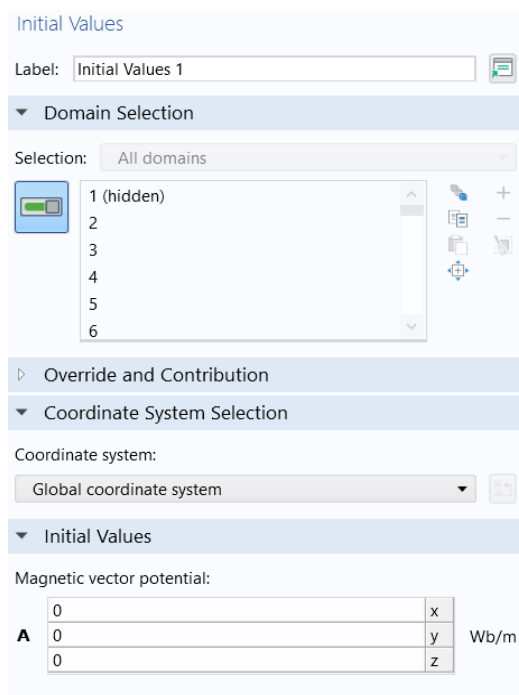 Initial Values
Label: Initial Values 1
Domain Selection
Selection: All domains
1 (hidden)
2
3
4
5
6
Override and Contribution
Coordinate System Selection
Coordinate system:
Global coordinate system
Initial Values
Magnetic vector potential:
0 x
A 0 y Wb/m
0 z